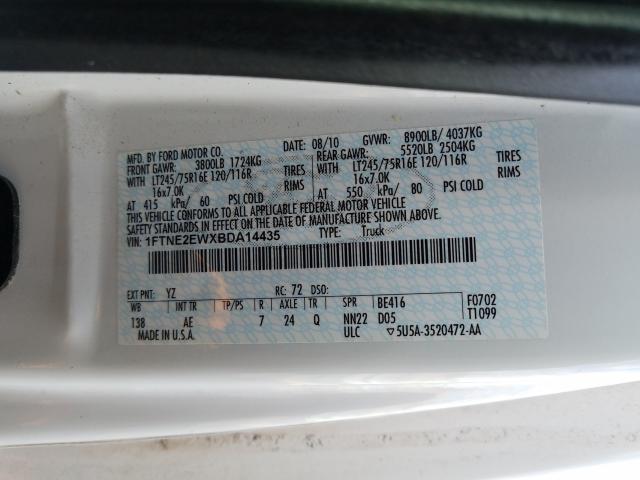 MFD. BY FORD MOTOR CO. DATE: 08/10 GVWR: 8900LB/ 4037KG
FRONT GAWR: 3800LB 1724KG REAR GAWR: 5520LB 2504KG
WITH LT245/75R16E 120/116R TIRES WITH LT245/75R16E 120/116R TIRES
16x7.0K RIMS 16x7.0K RIMS
AT 415 kPa/ 60 PSI COLD AT 550 kPa/ 80 PSI COLD
THIS VEHICLE CONFORMS TO ALL APPLICABLE FEDERAL MOTOR VEHICLE
SAFETY STANDARDS IN EFFECT ON THE DATE OF MANUFACTURE SHOWN ABOVE.
VIN: 1FTNE2EWXBDA14435 TYPE: Truck
EXT PNT: YZ RC: 72 DSO:
WB TP/PS R AXLE TR SPR BE416 F0702
138 AE 7 24 Q NN22 D05 T1099
MADE IN U.S.A. ULC ▽5U5A-3520472-AA